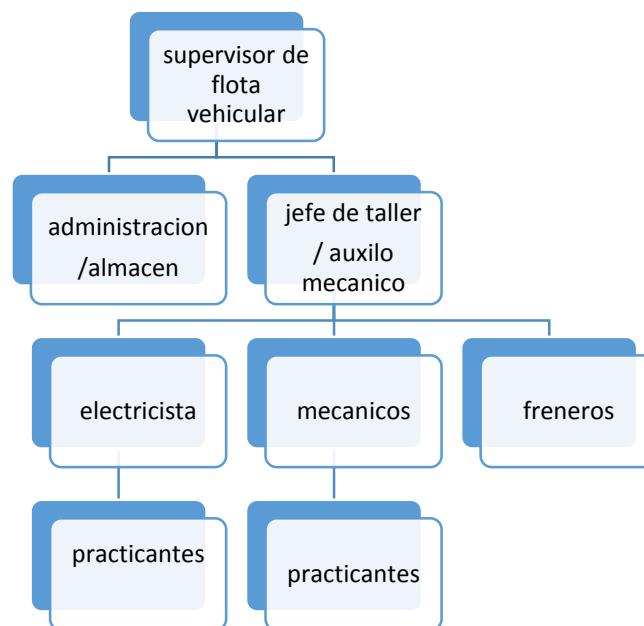 supervisor de
flota
vehicular
administracion
/almacen
jefe de taller
/ auxilo
mecanico
electricista
mecanicos
freneros
practicantes
practicantes